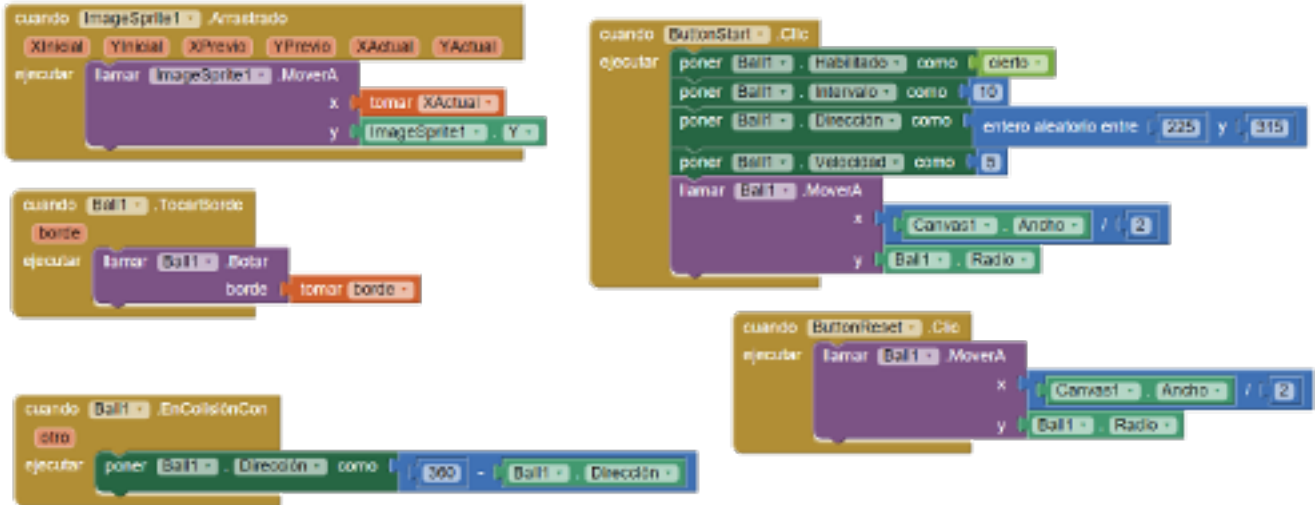 cuando ImageSprite1 .Arrastrado
XInicial YInicial XPrevio YPrevio XActual YActual
ejecutar llamar ImageSprite1 .MoverA
x tomar XActual
y ImageSprite1 . Y
cuando Ball1 .TocarBorde
borde
ejecutar llamar Ball1 .Botar
borde tomar borde
cuando Ball1 .EnColisiónCon
otro
ejecutar poner Ball1 . Dirección como 360 - Ball1 . Dirección
cuando ButtonStart .Clic
ejecutar poner Ball1 . Habilitado como cierto
poner Ball1 . Intervalo como 10
poner Ball1 . Dirección como entero aleatorio entre 225 y 315
poner Ball1 . Velocidad como 5
llamar Ball1 .MoverA
x Canvas1 . Ancho / 2
y Ball1 . Radio
cuando ButtonReset .Clic
ejecutar llamar Ball1 .MoverA
x Canvas1 . Ancho / 2
y Ball1 . Radio